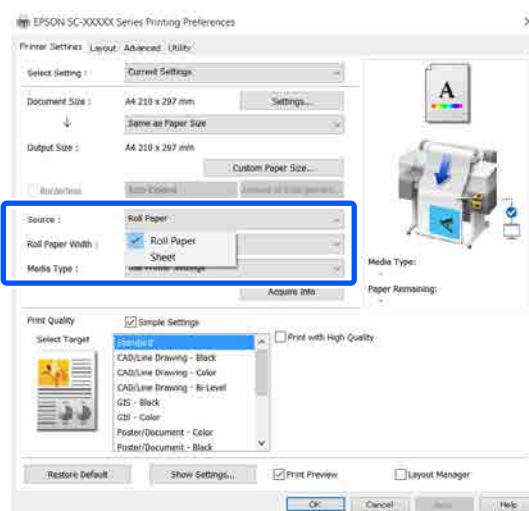 EPSON SC-XXXXX Series Printing Preferences
Printer Settings Layout Advanced Utility
Select Setting : Current Settings
Document Size : A4 210 x 297 mm Settings...
Same as Paper Size
Output Size : A4 210 x 297 mm
Custom Paper Size...
Borderless Auto Expand
Source : Roll Paper
Roll Paper
Roll Paper Width :
Sheet
Media Type :
Acquire Info
A
Media Type:
-
Paper Remaining:
-
Print Quality Simple Settings
Select Target
Standard
CAD/Line Drawing - Black
CAD/Line Drawing - Color
CAD/Line Drawing - Bi-Level
GIS - Black
GIS - Color
Poster/Document - Color
Poster/Document - Black
Print with High Quality
Restore Default Show Settings... Print Preview Layout Manager
OK Cancel Help